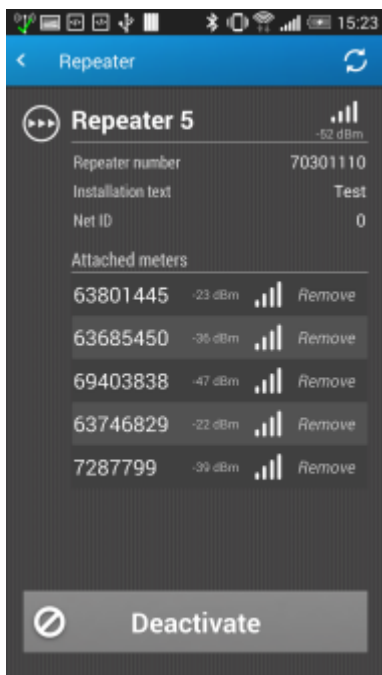 15:23
Repeater
Repeater 5
-52 dBm
Repeater number 70301110
Installation text Test
Net ID 0
Attached meters
63801445 -23 dBm Remove
63685450 -36 dBm Remove
69403838 -47 dBm Remove
63746829 -22 dBm Remove
7287799 -39 dBm Remove
Deactivate